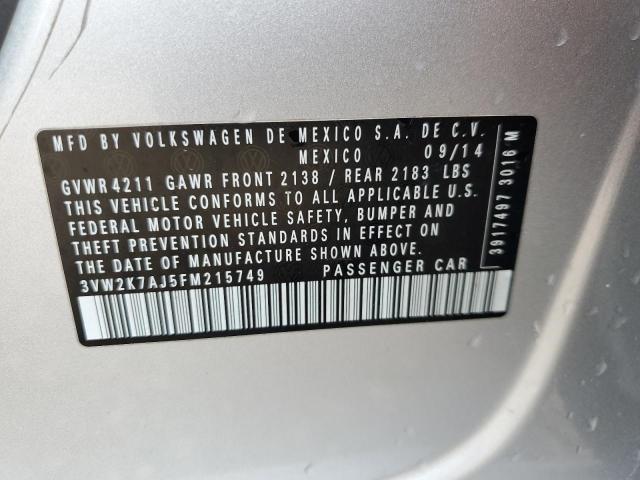 MFD BY VOLKSWAGEN DE MEXICO S.A. DE C.V.
MEXICO 09/14
GVWR 4211 GAWR FRONT 2138 / REAR 2183 LBS
THIS VEHICLE CONFORMS TO ALL APPLICABLE U.S.
FEDERAL MOTOR VEHICLE SAFETY, BUMPER AND
THEFT PREVENTION STANDARDS IN EFFECT ON
THE DATE OF MANUFACTURE SHOWN ABOVE.
3VW2K7AJ5FM215749 PASSENGER CAR
3917497 3016 M